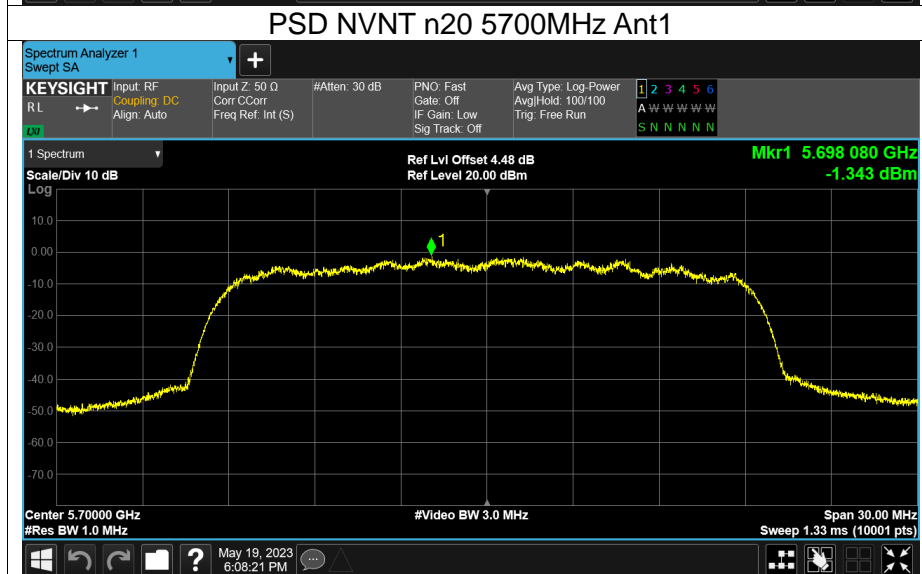 PSD NVNT n20 5700MHz Ant1
Spectrum Analyzer 1
Swept SA
KEYSIGHT
RL
LXI
Input: RF
Coupling: DC
Align: Auto
Input Z: 50 Ω
Corr CCorr
Freq Ref: Int (S)
#Atten: 30 dB
PNO: Fast
Gate: Off
IF Gain: Low
Sig Track: Off
Avg Type: Log-Power
Avg|Hold: 100/100
Trig: Free Run
1 2 3 4 5 6
A W W W W W
S N N N N N
1 Spectrum
Scale/Div 10 dB
Log
Ref Lvl Offset 4.48 dB
Ref Level 20.00 dBm
Mkr1 5.698 080 GHz
-1.343 dBm
10.0
0.00
-10.0
-20.0
-30.0
-40.0
-50.0
-60.0
-70.0
1
Center 5.70000 GHz
#Res BW 1.0 MHz
#Video BW 3.0 MHz
Span 30.00 MHz
Sweep 1.33 ms (10001 pts)
?
May 19, 2023
6:08:21 PM